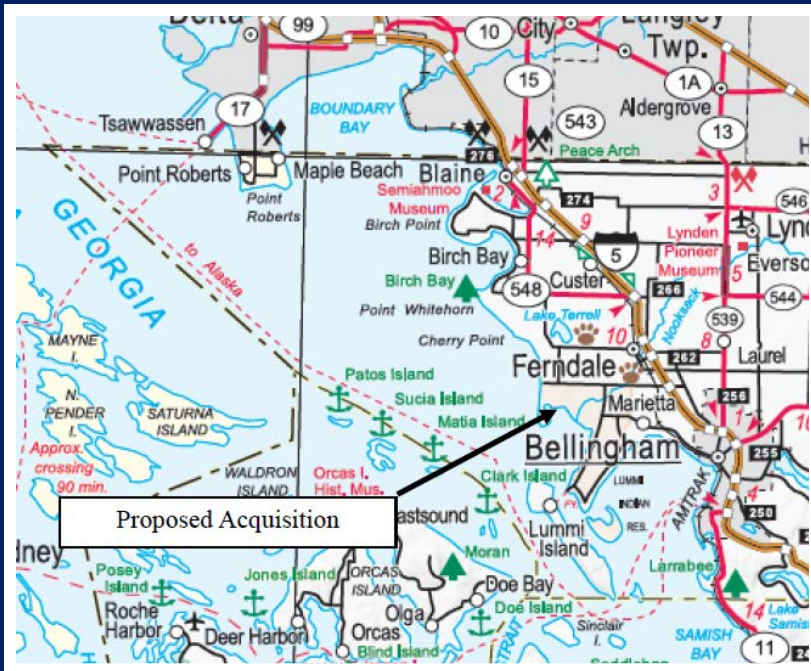 Delta
99
10
City
Langley
Twp.
1A
15
Aldergrove
17
Tsawwassen
BOUNDARY
BAY
543
13
276
Peace Arch
Point Roberts
Maple Beach
Blaine
Point
Roberts
Semiahmoo
Museum
2
274
3
546
Birch Point
9
Lynden
Pioneer
Museum
GEORGIA
to Alaska
14
5
Birch Bay
Custer
5
Birch Bay
548
266
544
Point Whitehorn
Lake Terrell
Nooksack
539
Cherry Point
10
8
MAYNE
I.
Ferndale
262
Laurel
Patos Island
N.
PENDER
I.
SATURNA
ISLAND
Sucia Island
Marietta
256
1
Matia Island
Approx.
crossing
90 min.
Bellingham
255
WALDRON
ISLAND
Orcas I.
Hist. Mus.
Clark Island
LUMMI
INDIAN
RES.
AMTRAK
4
250
Proposed Acquisition
FY.
Lummi
Island
Moran
Larrabee
Posey
Island
Jones Island
ORCAS
ISLAND
Doe Bay
Roche
Harbor
Olga
Doe Island
14
Lake
Deer Harbor
Orcas
Sinclair
I.
SAMISH
BAY
Blind Island
11